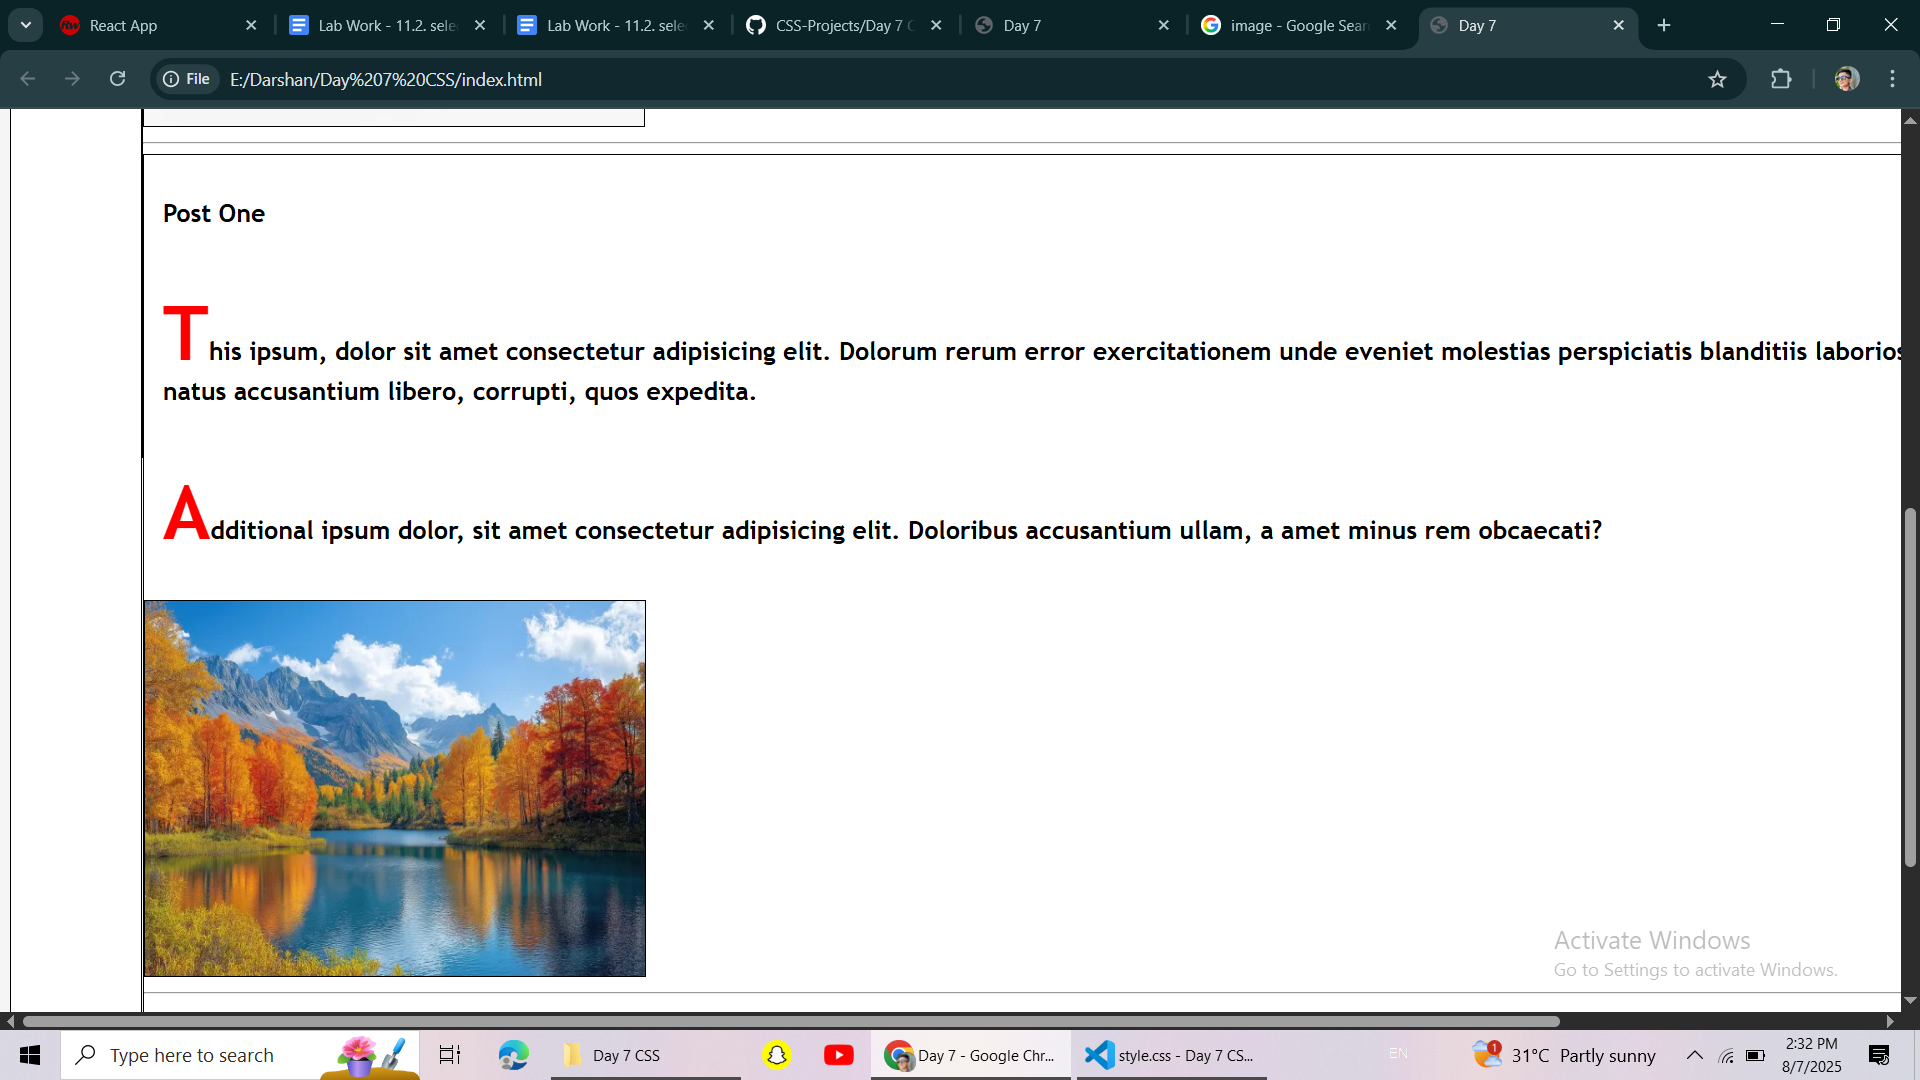 React App
Lab Work - 11.2. sele
Lab Work - 11.2. sele
CSS-Projects/Day 7 C
Day 7
image - Google Sear
Day 7
File
E:/Darshan/Day%207%20CSS/index.html
Post One
This ipsum, dolor sit amet consectetur adipisicing elit. Dolorum rerum error exercitationem unde eveniet molestias perspiciatis blanditiis laborios
natus accusantium libero, corrupti, quos expedita.
Additional ipsum dolor, sit amet consectetur adipisicing elit. Doloribus accusantium ullam, a amet minus rem obcaecati?
Activate Windows
Go to Settings to activate Windows.
Type here to search
Day 7 CSS
Day 7 - Google Chr...
style.css - Day 7 CS...
EN
1
31°C Partly sunny
2:32 PM
8/7/2025